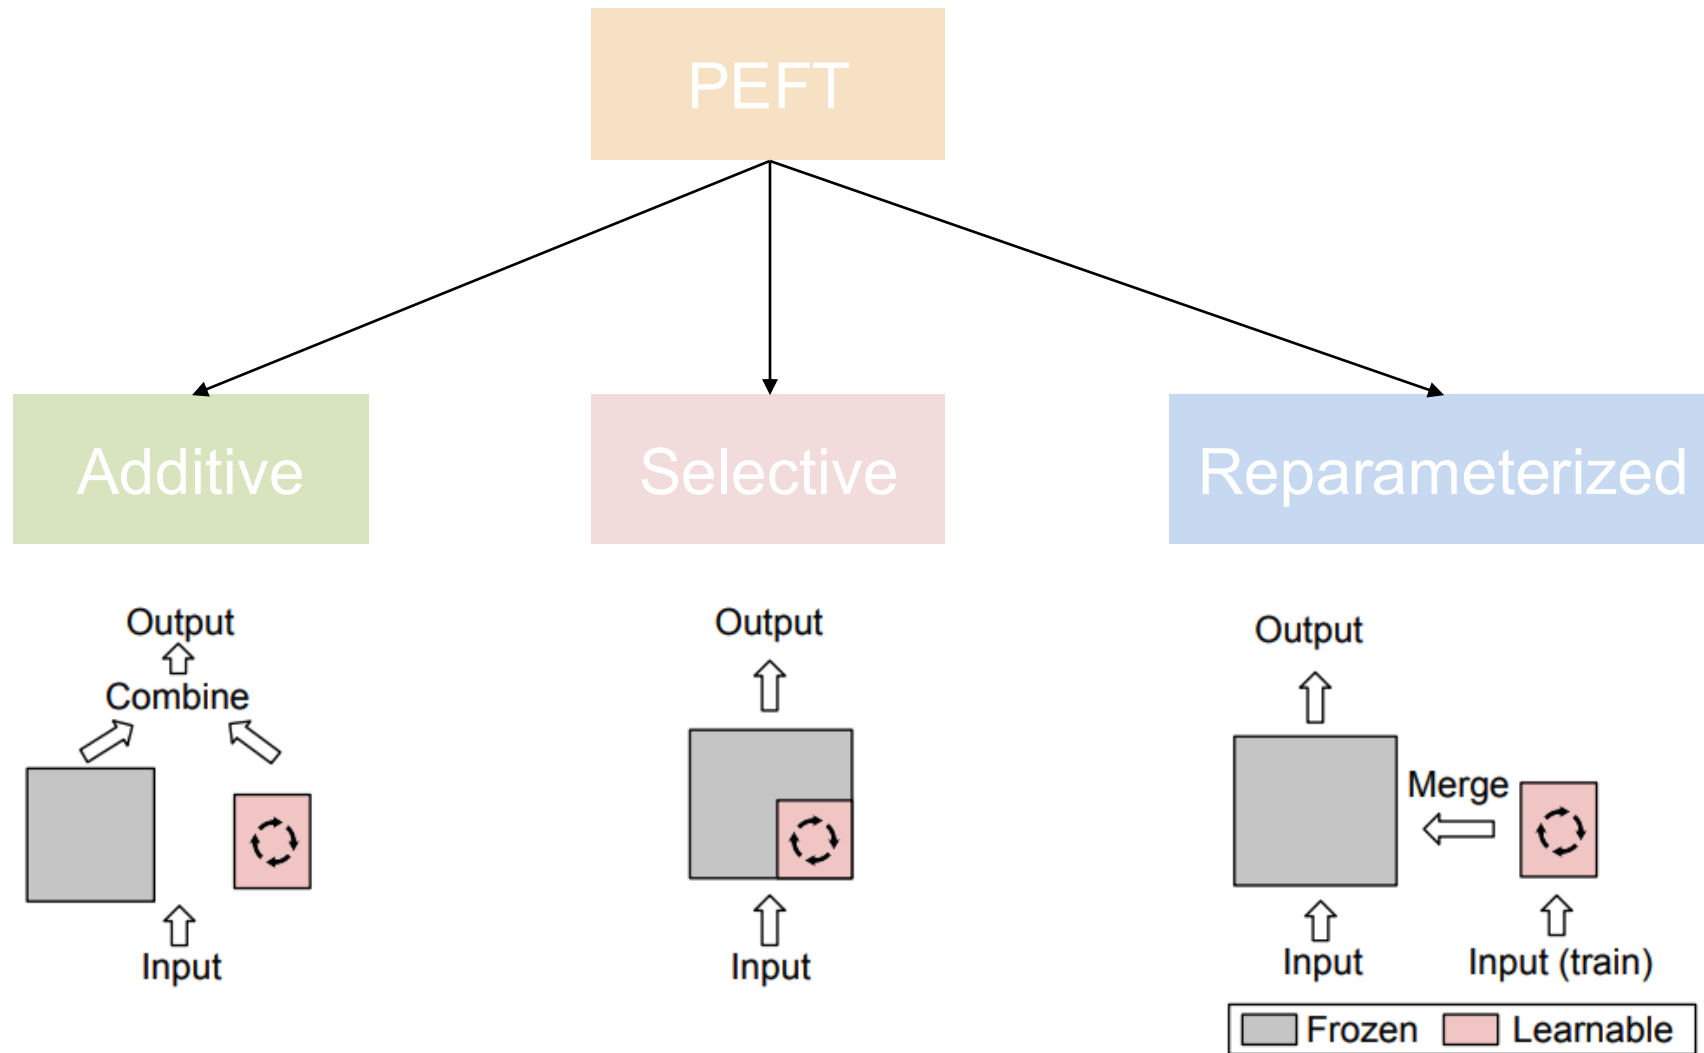 PEFT
Additive
Selective
Reparameterized
Output
Combine
Input
Output
Input
Output
Merge
Input
Input (train)
Frozen
Learnable